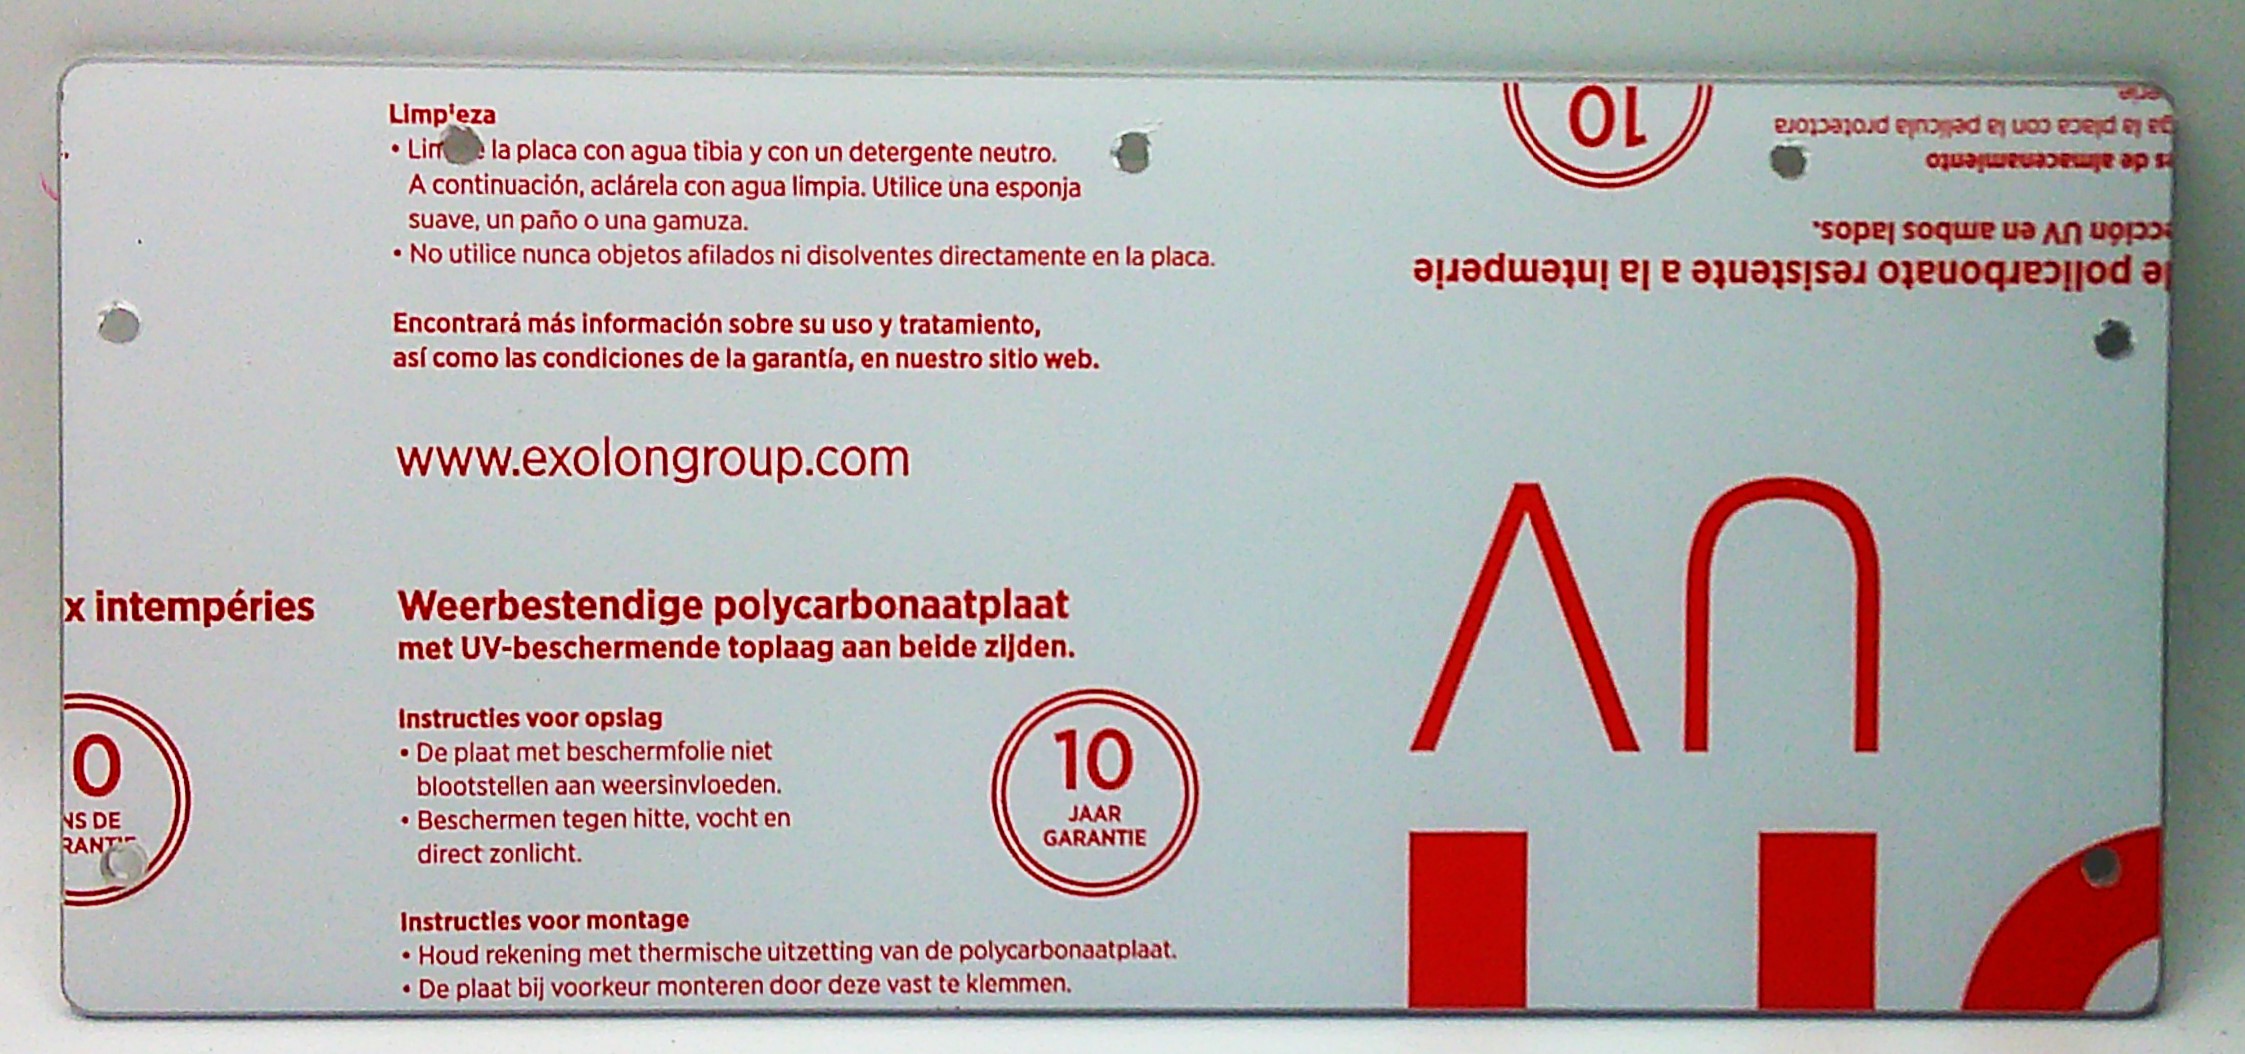 Limpieza
• Limpie la placa con agua tibia y con un detergente neutro.
A continuación, aclárela con agua limpia. Utilice una esponja
suave, un paño o una gamuza.
• No utilice nunca objetos afilados ni disolventes directamente en la placa.
Encontrará más información sobre su uso y tratamiento,
así como las condiciones de la garantía, en nuestro sitio web.
www.exolongroup.com
x intempéries
0
NS DE
RANTIE
Weerbestendige polycarbonaatplaat
met UV-beschermende toplaag aan beide zijden.
Instructies voor opslag
• De plaat met beschermfolie niet
blootstellen aan weersinvloeden.
• Beschermen tegen hitte, vocht en
direct zonlicht.
10
JAAR
GARANTIE
Instructies voor montage
• Houd rekening met thermische uitzetting van de polycarbonaatplaat.
• De plaat bij voorkeur monteren door deze vast te klemmen.
UV
e policarbonato resistente a la intemperie
cción UV en ambos lados.
s de almacenamiento
ga la placa con la película protectora
erie
10